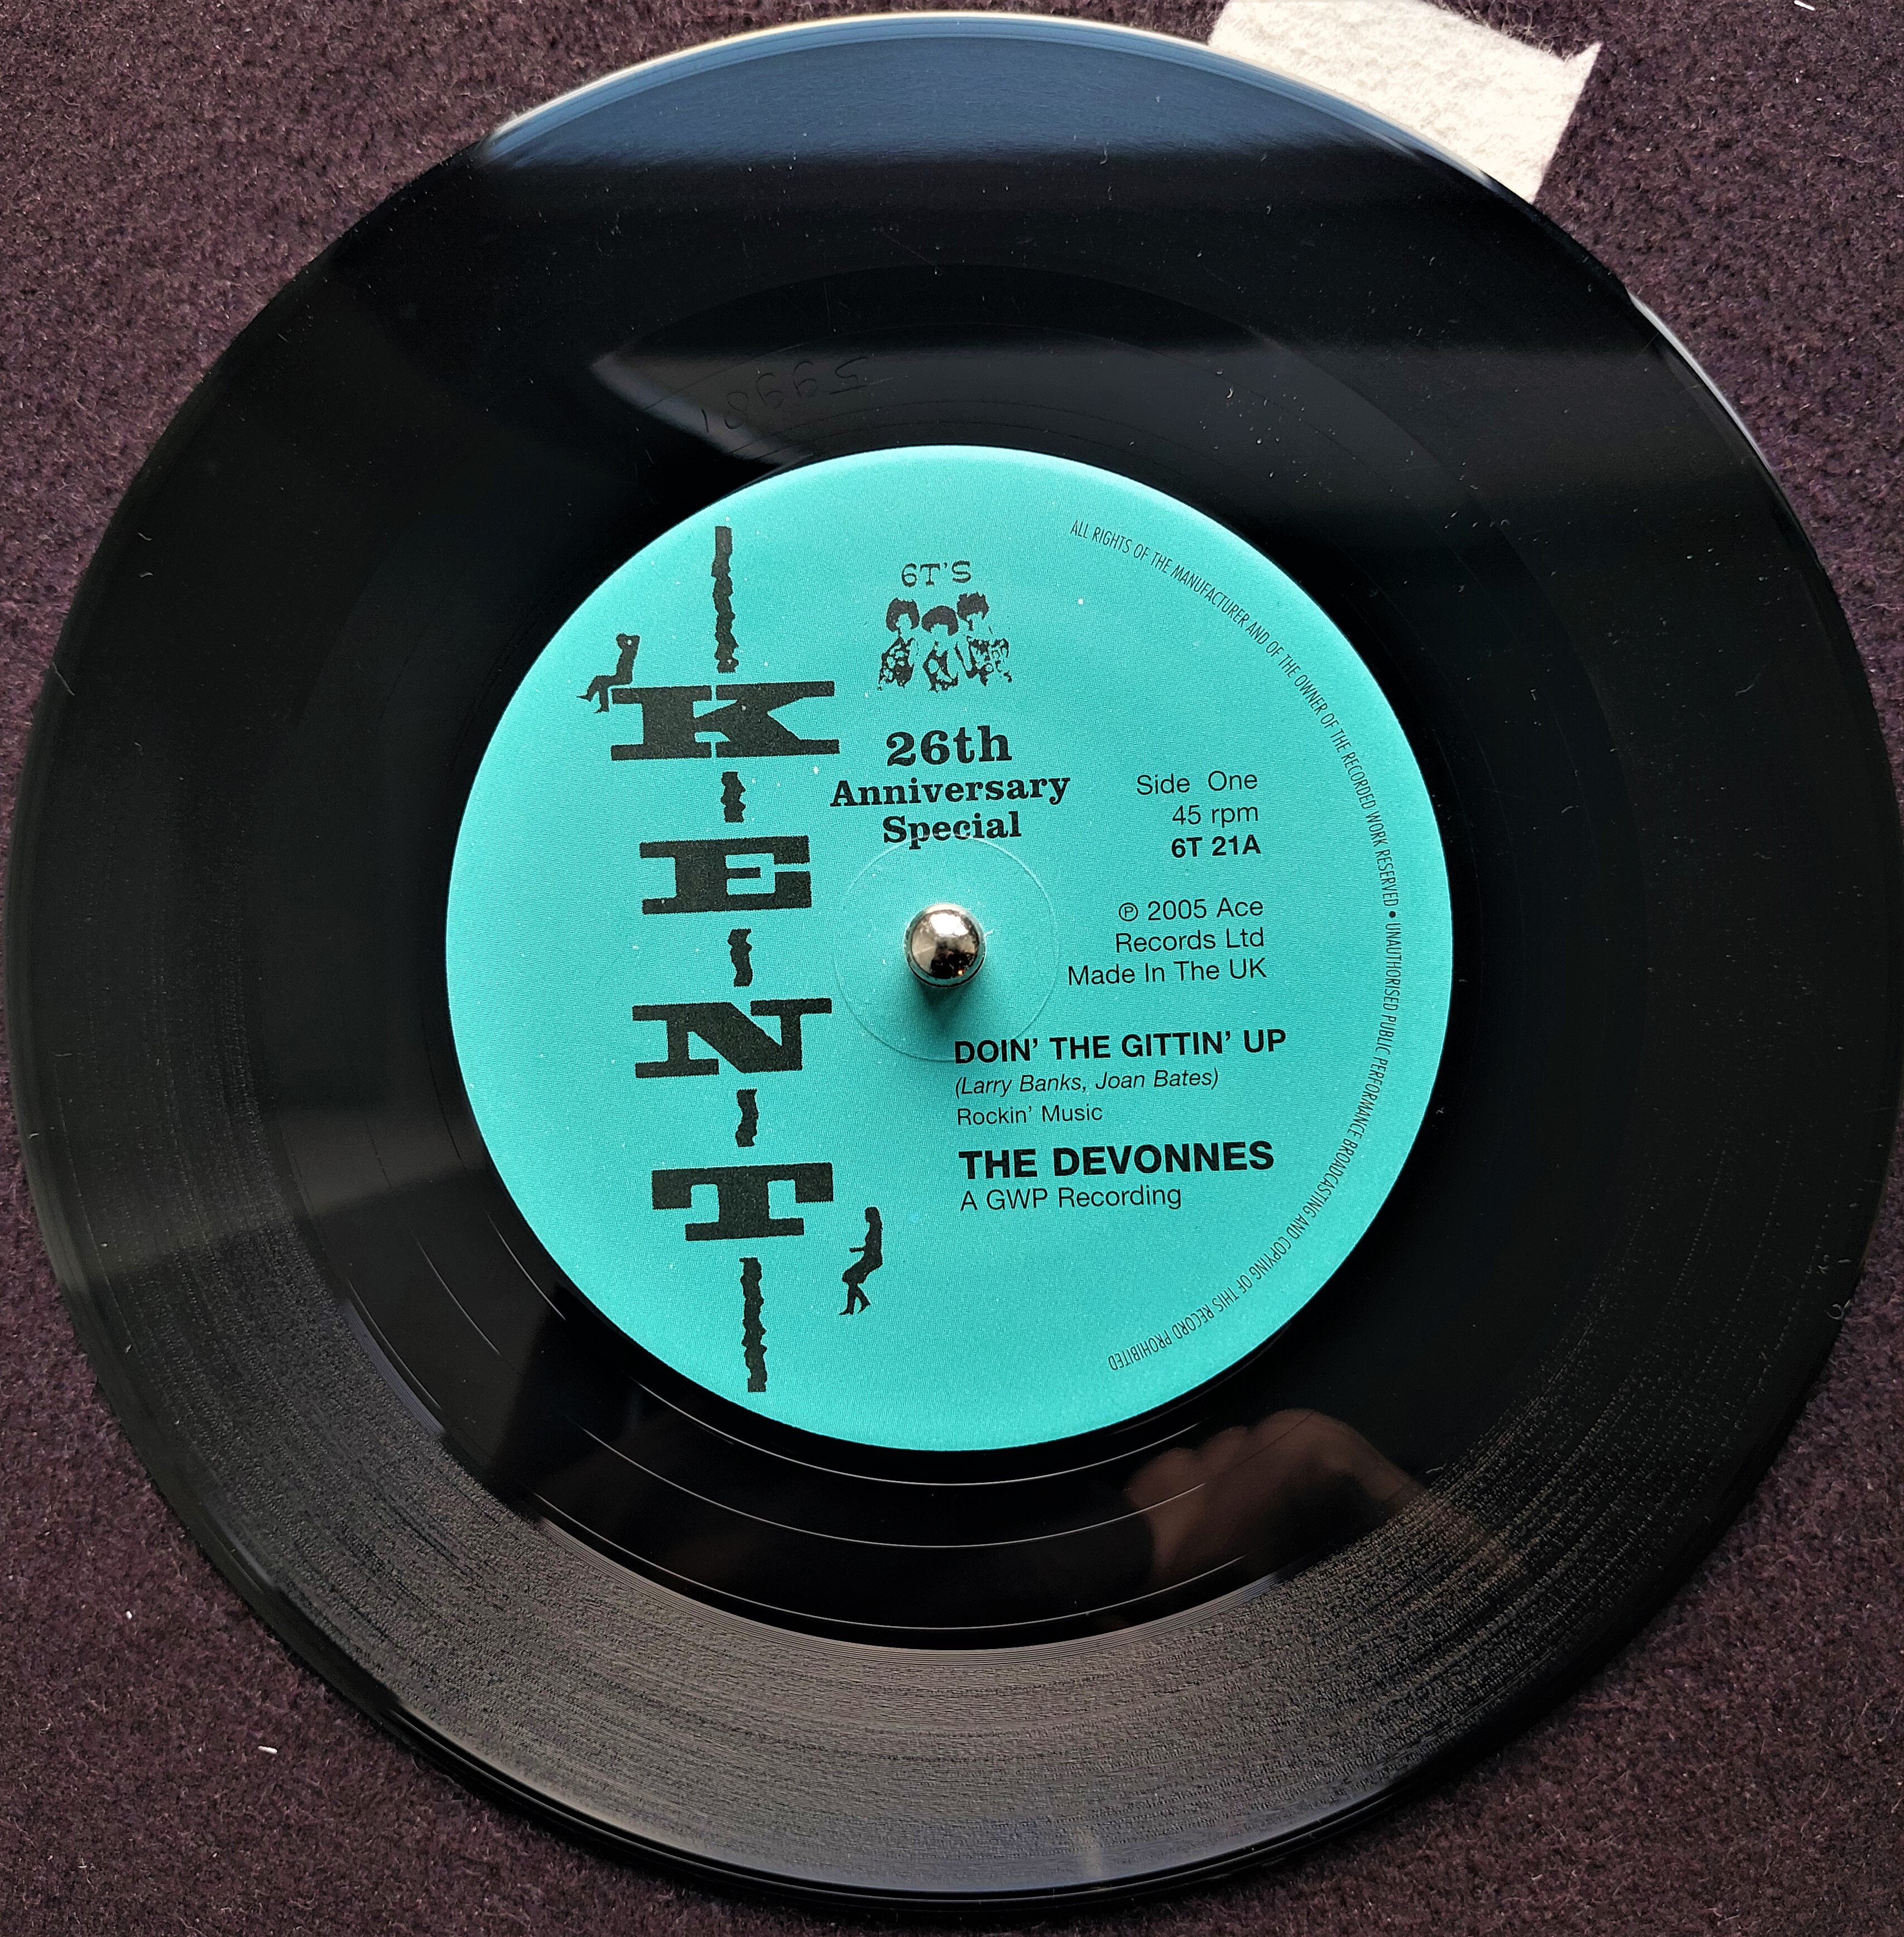 6T'S
KENT
26th
Anniversary
Special
Side One
45 rpm
6T 21A
℗ 2005 Ace
Records Ltd
Made In The UK
DOIN' THE GITTIN' UP
(Larry Banks, Joan Bates)
Rockin' Music
THE DEVONNES
A GWP Recording
ALL RIGHTS OF THE MANUFACTURER AND OF THE OWNER OF THE RECORDED WORK RESERVED • UNAUTHORISED PUBLIC PERFORMANCE BROADCASTING AND COPYING OF THIS RECORD PROHIBITED